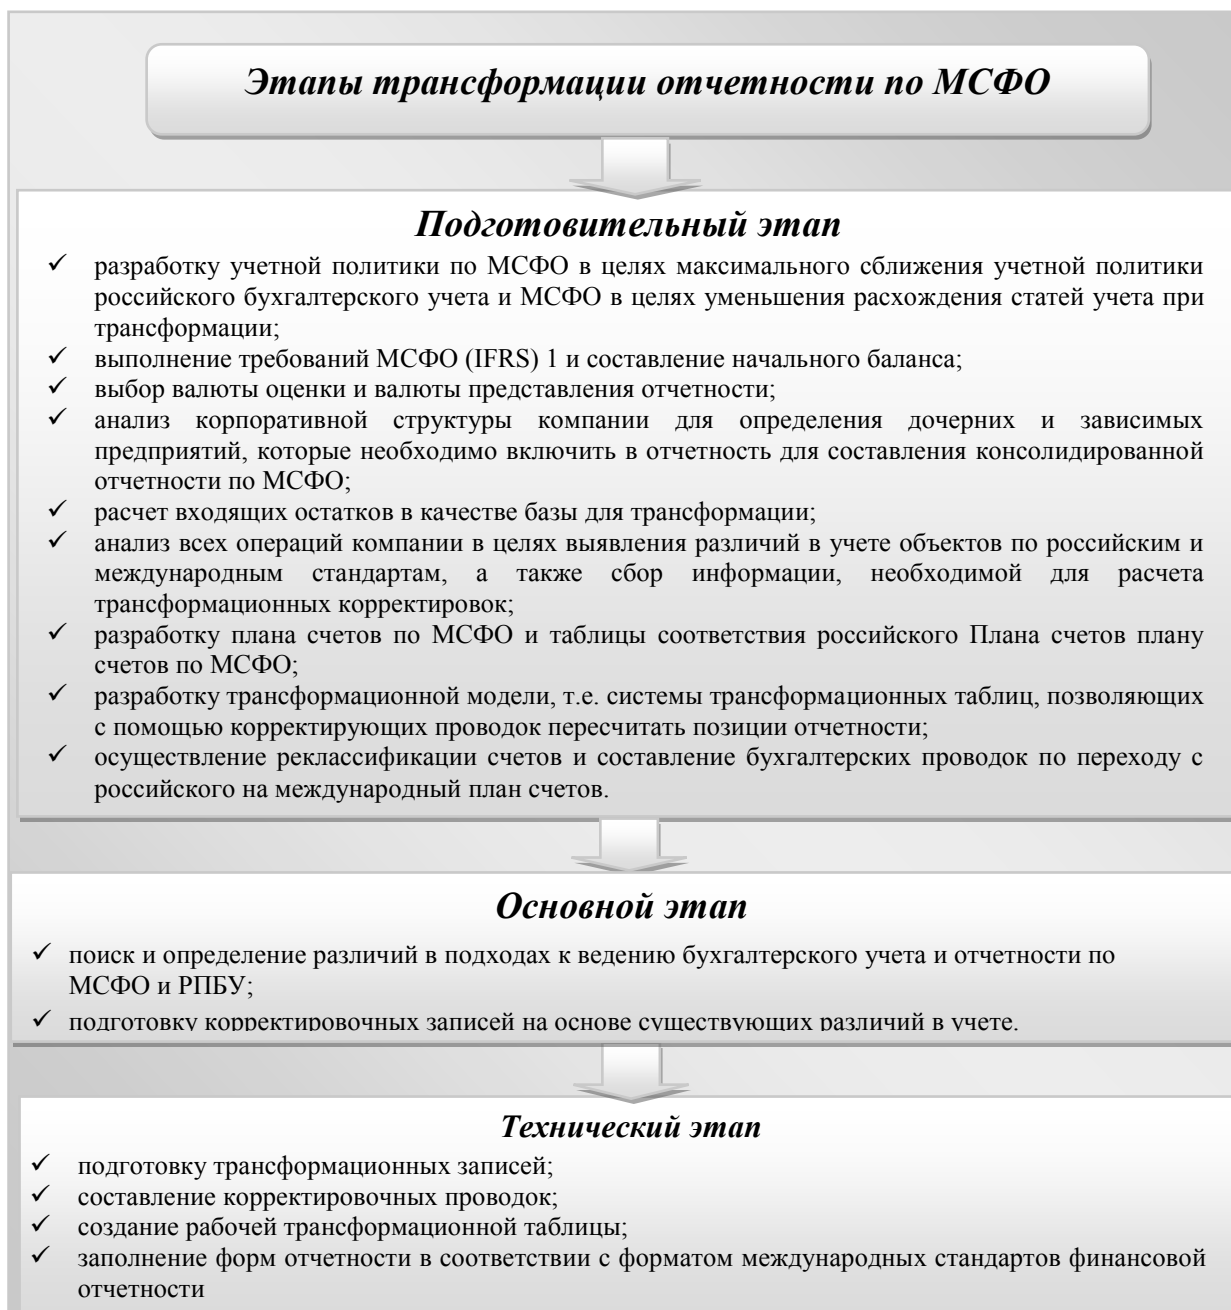 Этапы трансформации отчетности по МСФО
Подготовительный этап
✓ разработку учетной политики по МСФО в целях максимального сближения учетной политики
российского бухгалтерского учета и МСФО в целях уменьшения расхождения статей учета при
трансформации;
✓ выполнение требований МСФО (IFRS) 1 и составление начального баланса;
✓ выбор валюты оценки и валюты представления отчетности;
✓ анализ корпоративной структуры компании для определения дочерних и зависимых
предприятий, которые необходимо включить в отчетность для составления консолидированной
отчетности по МСФО;
✓ расчет входящих остатков в качестве базы для трансформации;
✓ анализ всех операций компании в целях выявления различий в учете объектов по российским и
международным стандартам, а также сбор информации, необходимой для расчета
трансформационных корректировок;
✓ разработку плана счетов по МСФО и таблицы соответствия российского Плана счетов плану
счетов по МСФО;
✓ разработку трансформационной модели, т.е. системы трансформационных таблиц, позволяющих
с помощью корректирующих проводок пересчитать позиции отчетности;
✓ осуществление реклассификации счетов и составление бухгалтерских проводок по переходу с
российского на международный план счетов.
Основной этап
✓ поиск и определение различий в подходах к ведению бухгалтерского учета и отчетности по
МСФО и РПБУ;
✓ подготовку корректировочных записей на основе существующих различий в учете.
Технический этап
✓ подготовку трансформационных записей;
✓ составление корректировочных проводок;
✓ создание рабочей трансформационной таблицы;
✓ заполнение форм отчетности в соответствии с форматом международных стандартов финансовой
отчетности